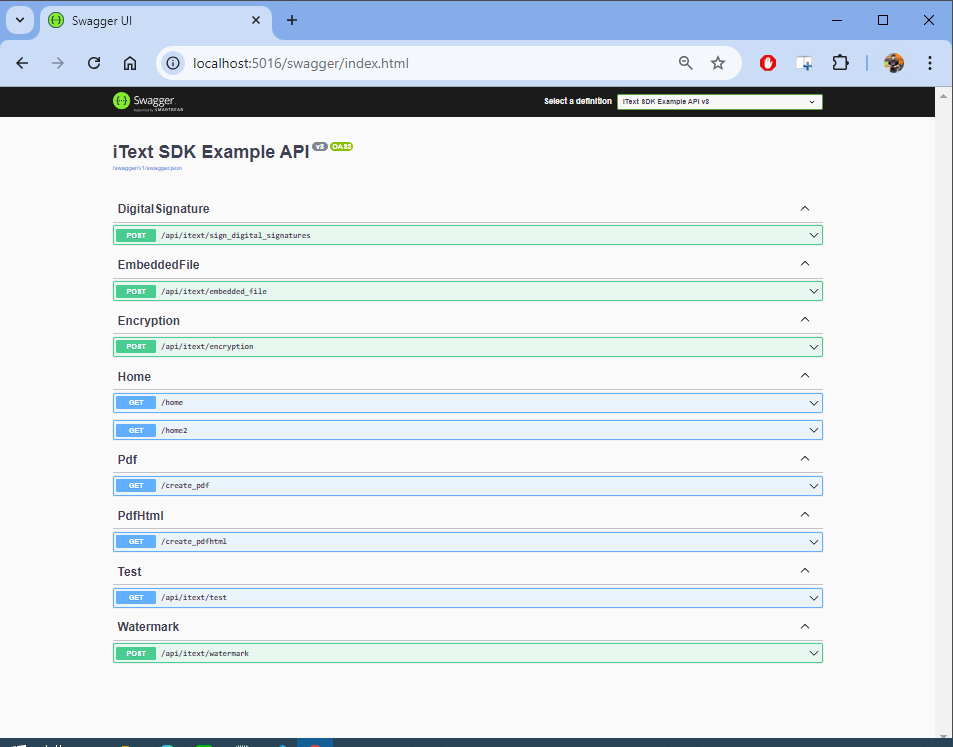 Swagger UI
localhost:5016/swagger/index.html
Swagger
Supported by SMARTBEAR
Select a definition
iText SDK Example API v8
iText SDK Example API v8 OAS3
/swagger/v1/swagger.json
DigitalSignature
POST /api/itext/sign_digital_signatures
EmbeddedFile
POST /api/itext/embedded_file
Encryption
POST /api/itext/encryption
Home
GET /home
GET /home2
Pdf
GET /create_pdf
PdfHtml
GET /create_pdfhtml
Test
GET /api/itext/test
Watermark
POST /api/itext/watermark